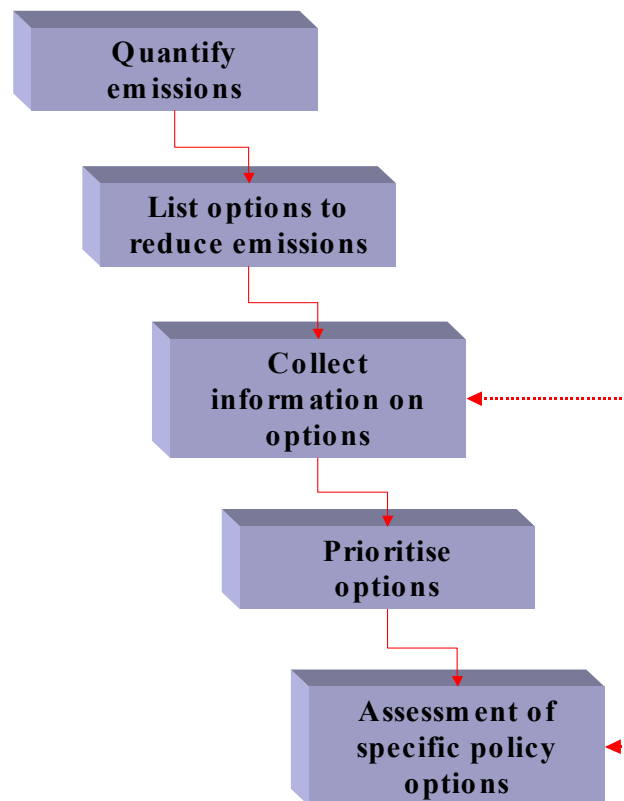 Quantify
emissions
List options to
reduce emissions
Collect
information on
options
Prioritise
options
Assessment of
specific policy
options